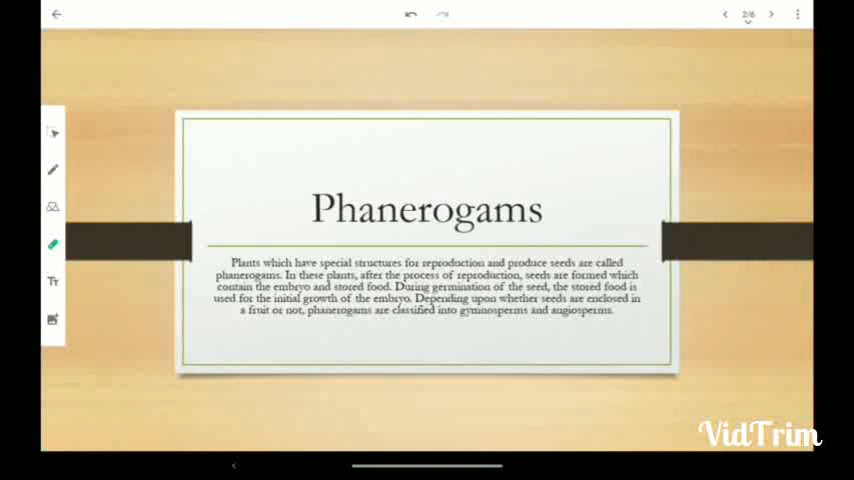 2/6
Phanerogams
Plants which have special structures for reproduction and produce seeds are called
phanerogams. In these plants, after the process of reproduction, seeds are formed which
contain the embryo and stored food. During germination of the seed, the stored food is
used for the initial growth of the embryo. Depending upon whether seeds are enclosed in
a fruit or not, phanerogams are classified into gymnosperms and angiosperms.
Tт
VidTrim